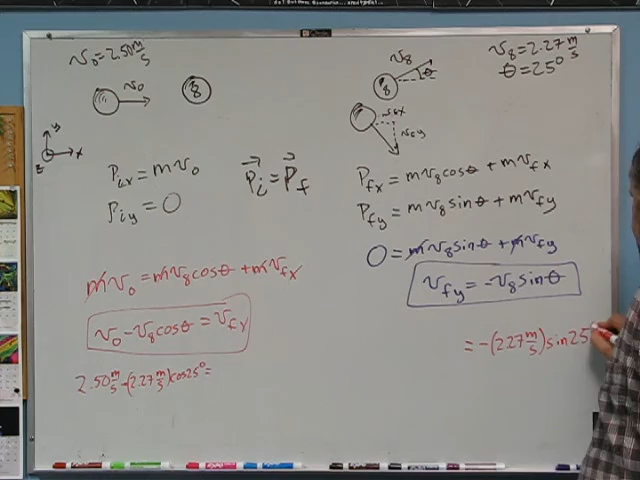 v₀=2.50 m/s
v₀
8
y
x
z
P_ix = mv₀
P_iy = 0
P⃗_i = P⃗_f
mv₀ = mv₈cosθ + mv_fx
v₀ - v₈cosθ = v_fx
2.50 m/s - (2.27 m/s)cos25° =
v₈
v₈=2.27 m/s
θ=25°
θ
8
v_fx
v_fy
P_fx = mv₈cosθ + mv_fx
P_fy = mv₈sinθ + mv_fy
0 = mv₈sinθ + mv_fy
v_fy = -v₈sinθ
= -(2.27 m/s)sin25